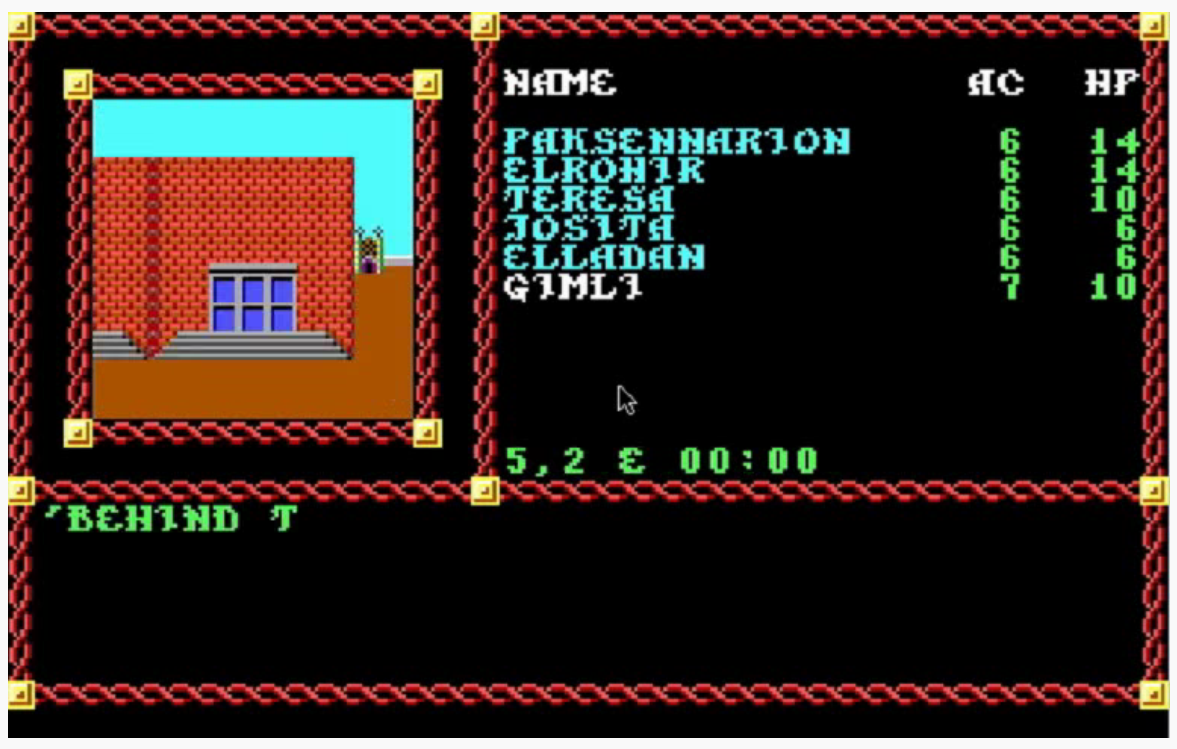 NAME AC HP
PAKSENNARION 6 14
ELROHIR 6 14
TERESA 6 10
JOSITA 6 6
ELLADAN 6 6
GIMLI 7 10
5,2 E 00:00
'BEHIND T